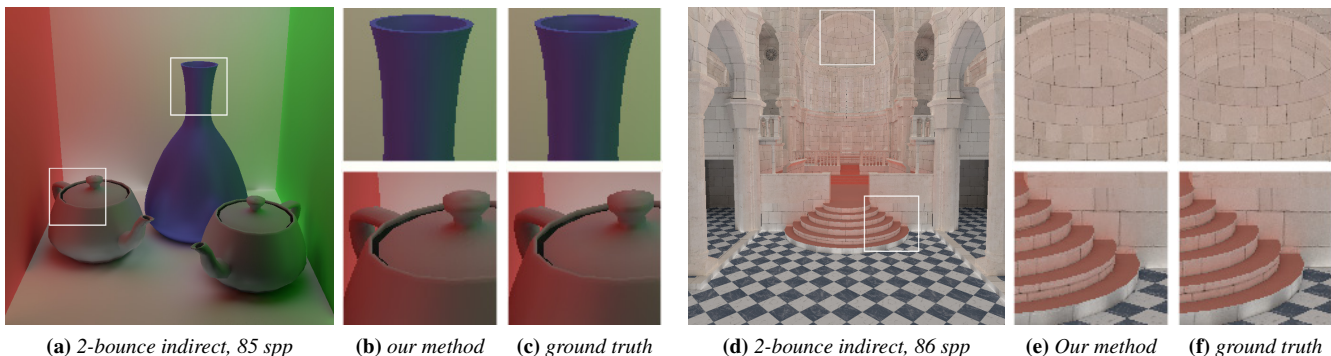 (a) 2-bounce indirect, 85 spp
(b) our method
(c) ground truth
(d) 2-bounce indirect, 86 spp
(e) Our method
(f) ground truth